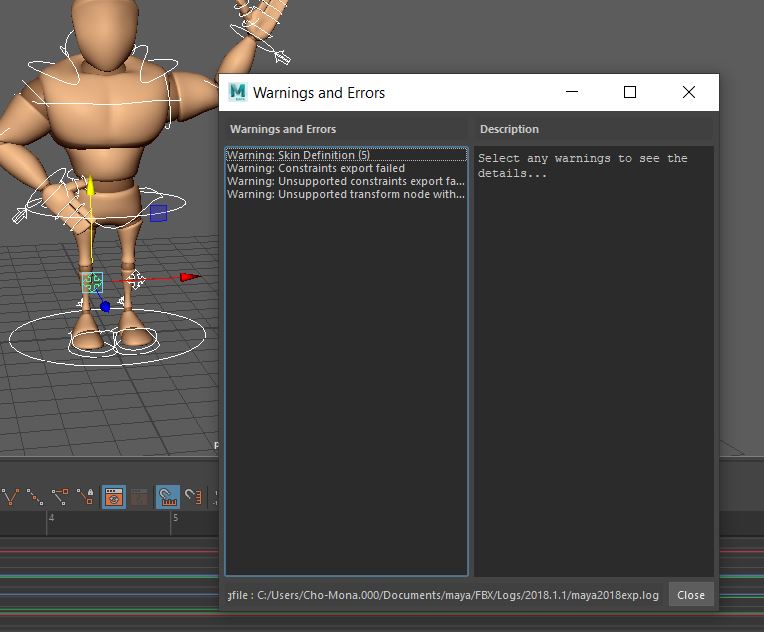 Warnings and Errors
Warnings and Errors
Description
Warning: Skin Definition (5)
Warning: Constraints export failed
Warning: Unsupported constraints export fa...
Warning: Unsupported transform node with...
Select any warnings to see the
details...
gfile : C:/Users/Cho-Mona.000/Documents/maya/FBX/Logs/2018.1.1/maya2018exp.log
Close
4
5